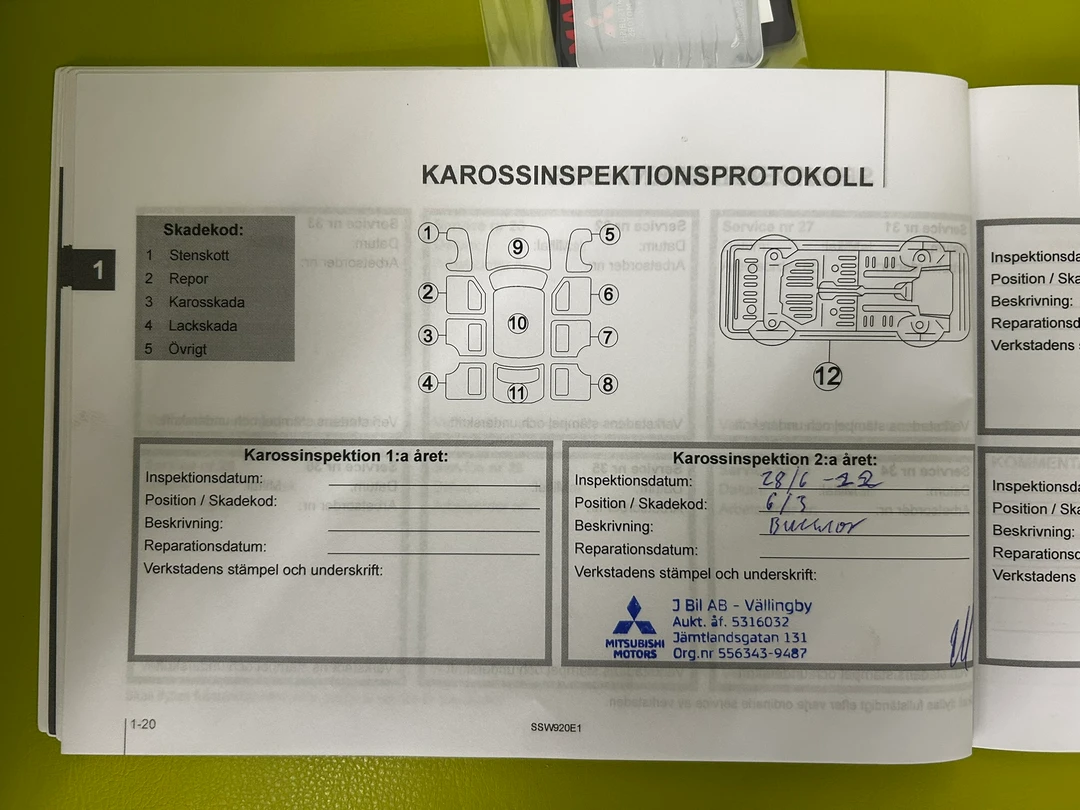 KAROSSINSPEKTIONSPROTOKOLL
Skadekod:
1 Stenskott
2 Repor
3 Karosskada
4 Lackskada
5 Övrigt
1
1
2
3
4
9
10
11
5
6
7
8
12
Karossinspektion 1:a året:
Inspektionsdatum:
Position / Skadekod:
Beskrivning:
Reparationsdatum:
Verkstadens stämpel och underskrift:
Karossinspektion 2:a året:
Inspektionsdatum: 28/6 -22
Position / Skadekod: 6/3
Beskrivning: Bucklor
Reparationsdatum:
Verkstadens stämpel och underskrift:
MITSUBISHI
MOTORS
J Bil AB - Vällingby
Aukt. åf. 5316032
Jämtlandsgatan 131
Org.nr 556343-9487
Inspektionsda
Position / Ska
Beskrivning:
Reparationsd
Verkstadens s
Inspektionsda
Position / Ska
Beskrivning:
Reparationsd
Verkstadens
1-20
SSW920E1